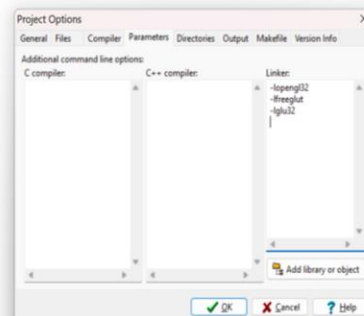 Project Options
General Files Compiler Parameters Directories Output Makefile Version Info
Additional command line options:
C compiler: C++ compiler: Linker:
-lopengl32
-lfreeglut
-lglu32
Add library or object
OK Cancel ? Help